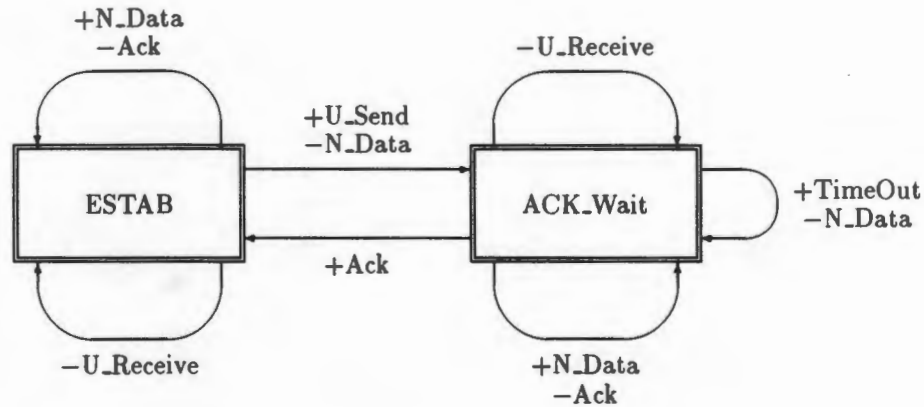 +N_Data
−Ack
−U_Receive
+U_Send
−N_Data
ESTAB
ACK_Wait
+TimeOut
−N_Data
+Ack
−U_Receive
+N_Data
−Ack